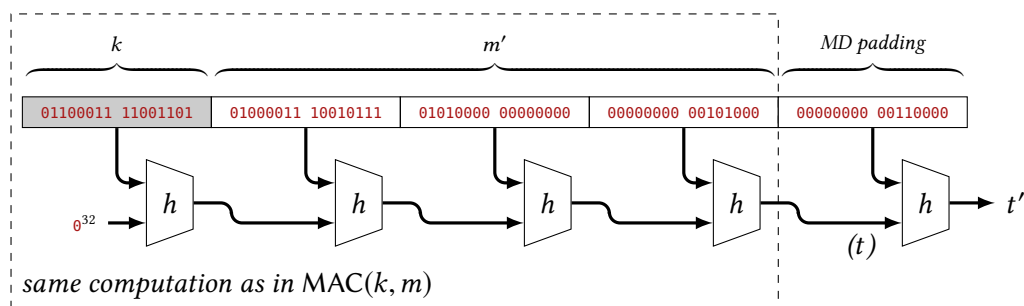 k m′ MD padding
01100011 11001101 01000011 10010111 01010000 00000000 00000000 00101000 00000000 00110000
h h h h h t′
0³² (t)
same computation as in MAC(k, m)